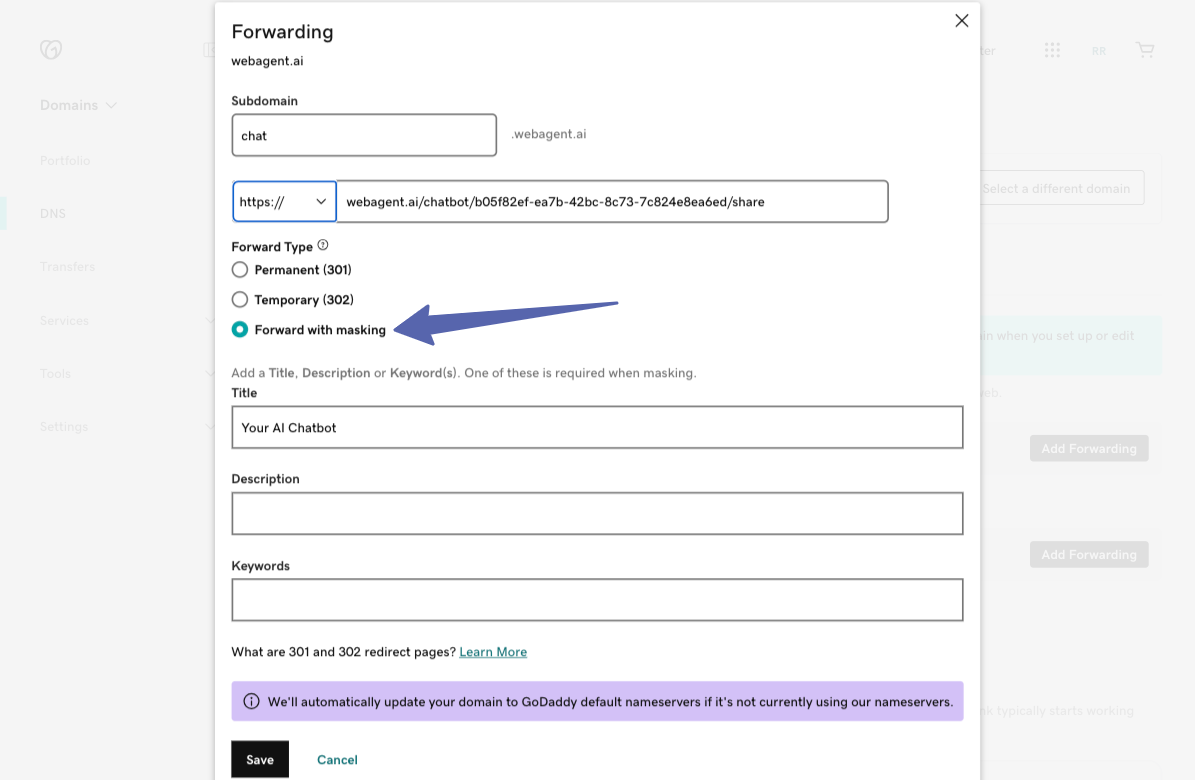 Forwarding
webagent.ai
ter
RR
Domains
Subdomain
chat
.webagent.ai
Portfolio
Select a different domain
https://
webagent.ai/chatbot/b05f82ef-ea7b-42bc-8c73-7c824e8ea6ed/share
DNS
Forward Type
Permanent (301)
Transfers
Temporary (302)
Services
Forward with masking
in when you set up or edit
Add a Title, Description or Keyword(s). One of these is required when masking.
Tools
Title
eb.
Your AI Chatbot
Settings
Add Forwarding
Description
Add Forwarding
Keywords
What are 301 and 302 redirect pages? Learn More
We'll automatically update your domain to GoDaddy default nameservers if it's not currently using our nameservers.
nk typically starts working
Save
Cancel